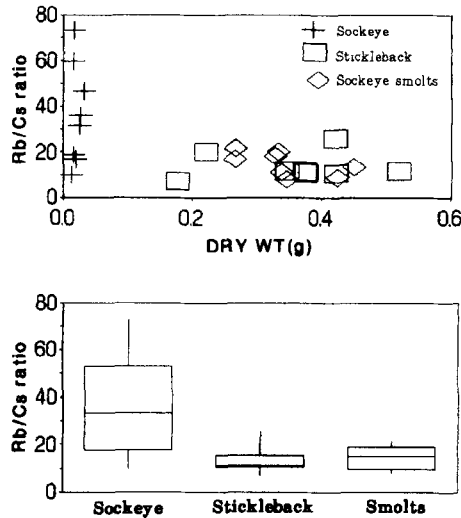 80
60
40
20
0
Rb/Cs ratio
Sockeye
Stickleback
Sockeye smolts
0.0 0.2 0.4 0.6
DRY WT(g)
80
60
40
20
0
Rb/Cs ratio
Sockeye Stickleback Smolts